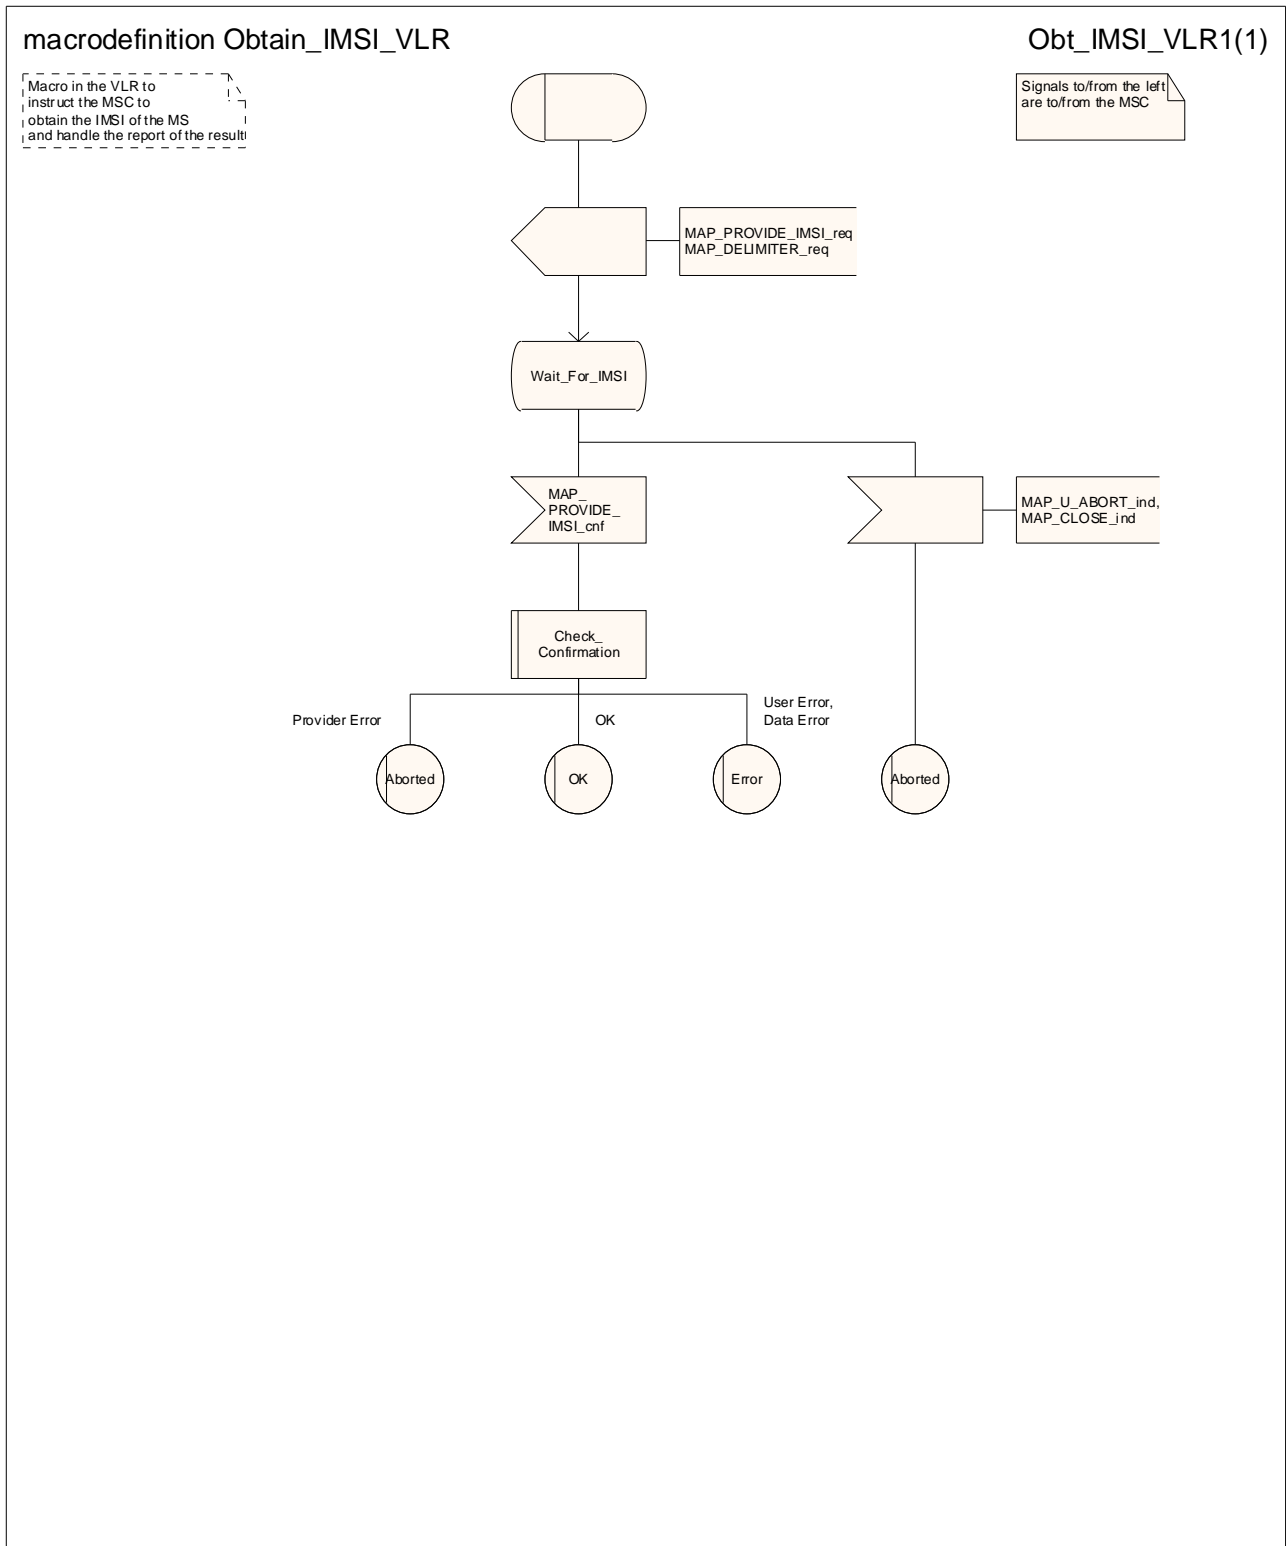 macrodefinition Obtain_IMSI_VLR
Obt_IMSI_VLR1(1)
Macro in the VLR to
instruct the MSC to
obtain the IMSI of the MS
and handle the report of the result
Signals to/from the left
are to/from the MSC
MAP_PROVIDE_IMSI_req
MAP_DELIMITER_req
Wait_For_IMSI
MAP_
PROVIDE_
IMSI_cnf
MAP_U_ABORT_ind,
MAP_CLOSE_ind
Check_
Confirmation
Provider Error
OK
User Error,
Data Error
Aborted
OK
Error
Aborted